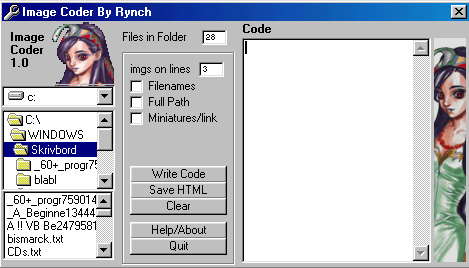 Image Coder By Rynch
Image
Coder
1.0
Files in Folder 28
Code
imgs on lines 3
Filenames
Full Path
Miniatures/link
c:
C:\
WINDOWS
Skrivbord
_60+_progr759
blabl
_60+_progr759014
_A_Beginne13444
A !! VB Be2479581
bismarck.txt
CDs.txt
Write Code
Save HTML
Clear
Help/About
Quit